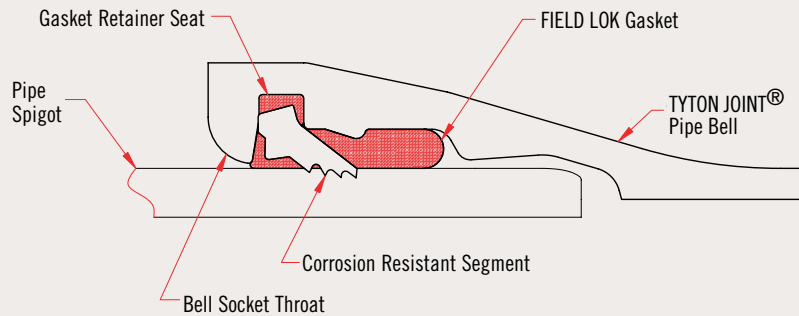 Gasket Retainer Seat
FIELD LOK Gasket
Pipe
Spigot
TYTON JOINT®
Pipe Bell
Corrosion Resistant Segment
Bell Socket Throat